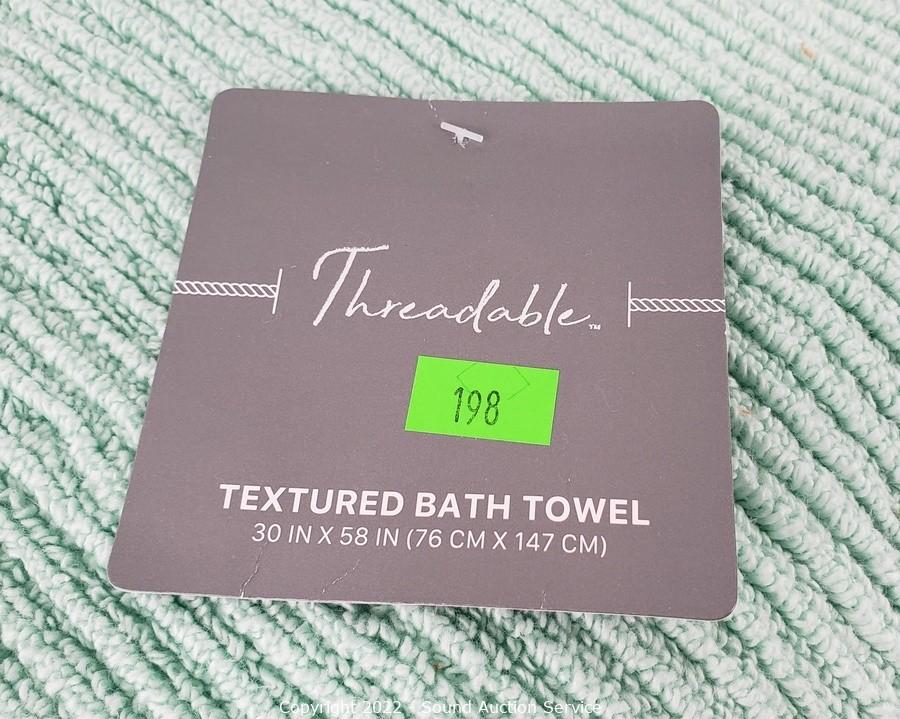 Threadable™
198
TEXTURED BATH TOWEL
30 IN X 58 IN (76 CM X 147 CM)
Copyright 2022 - Sound Auction Service